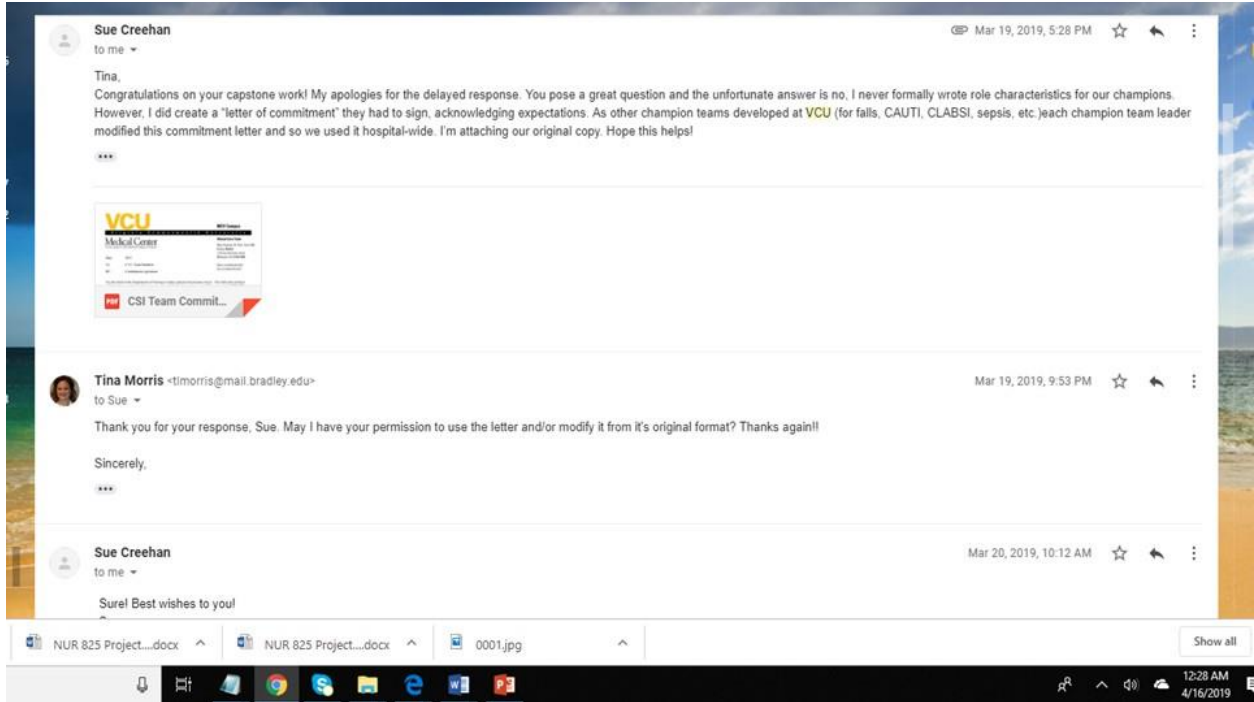 Sue Creehan
Mar 19, 2019, 5:28 PM
to me
Tina,
Congratulations on your capstone work! My apologies for the delayed response. You pose a great question and the unfortunate answer is no, I never formally wrote role characteristics for our champions.
However, I did create a "letter of commitment" they had to sign, acknowledging expectations. As other champion teams developed at VCU (for falls, CAUTI, CLABSI, sepsis, etc.)each champion team leader
modified this commitment letter and so we used it hospital-wide. I'm attaching our original copy. Hope this helps!
VCU
Medical Center
PDF CSI Team Commit...
Tina Morris <tlmorris@mail.bradley.edu>
Mar 19, 2019, 9:53 PM
to Sue
Thank you for your response, Sue. May I have your permission to use the letter and/or modify it from it's original format? Thanks again!!
Sincerely,
Sue Creehan
Mar 20, 2019, 10:12 AM
to me
Sure! Best wishes to you!
NUR 825 Project....docx
NUR 825 Project....docx
0001.jpg
Show all
12:28 AM
4/16/2019